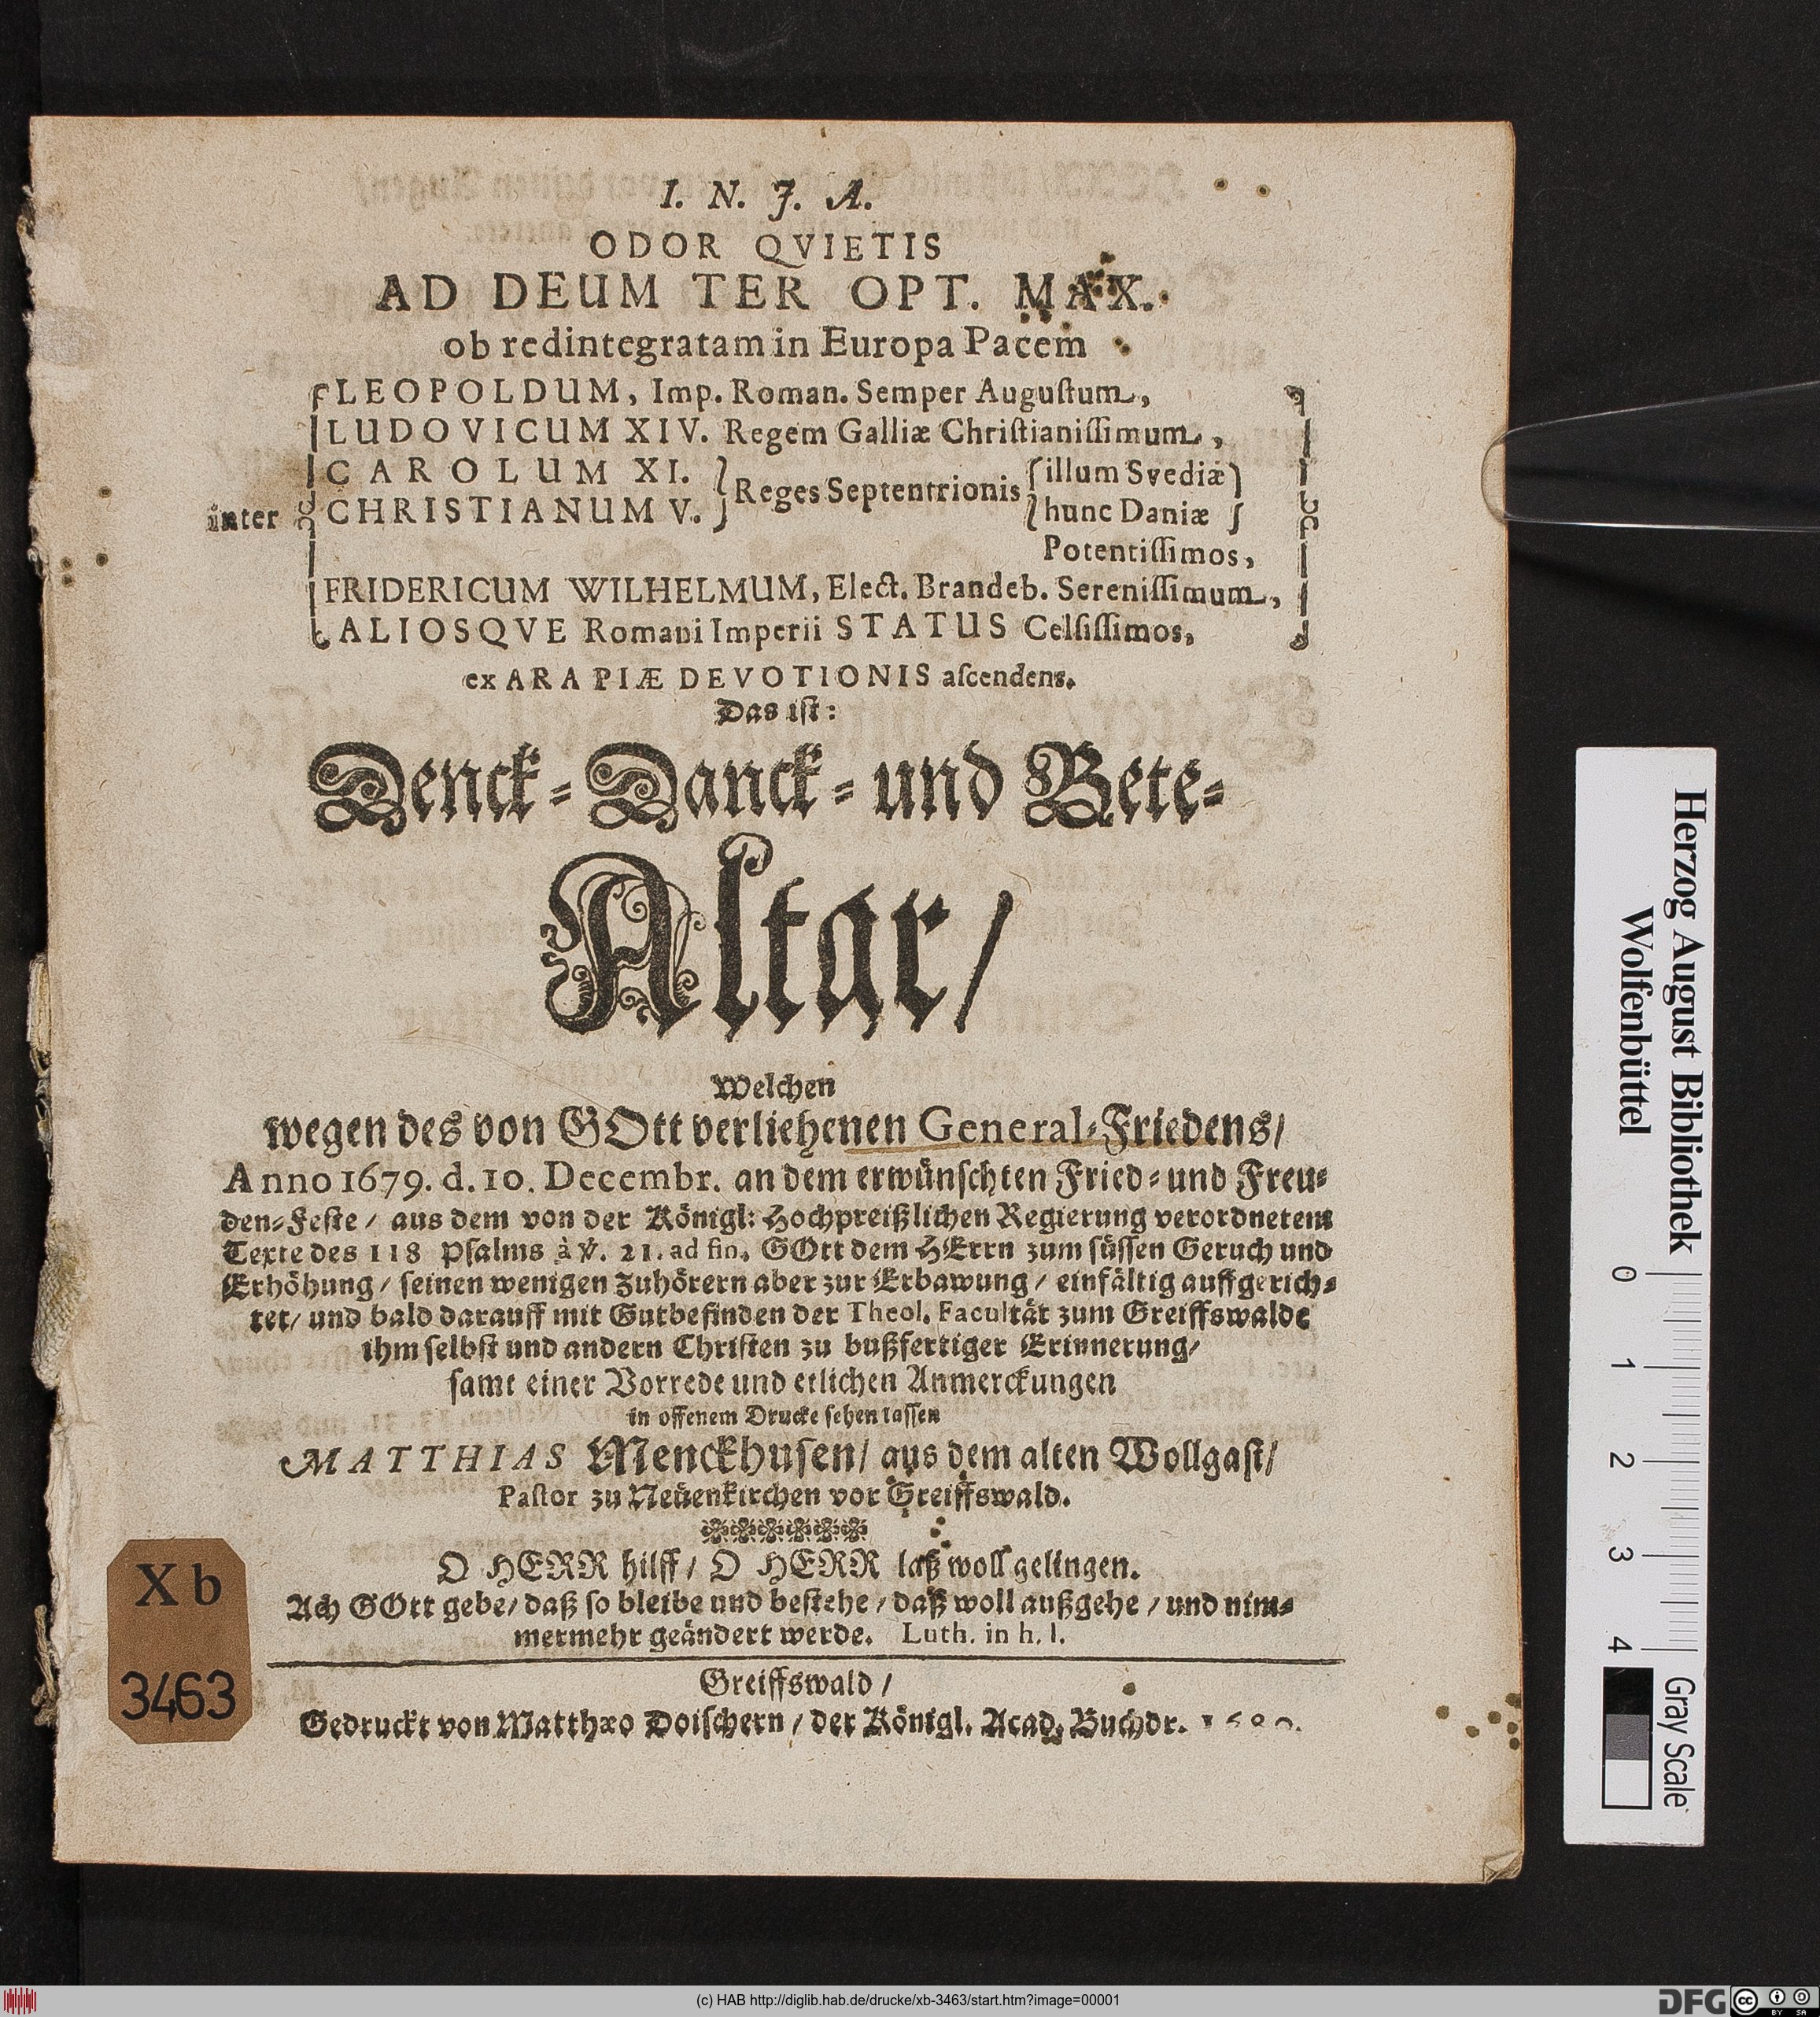 I. N. J. A.
ODOR QVIETIS
AD DEUM TER OPT. MAX.
ob redintegratam in Europa Pacem
LEOPOLDUM, Imp. Roman. Semper Auguſtum,
LUDOVICUM XIV. Regem Galliæ Chriſtianiſſimum,
CAROLUM XI.
CHRISTIANUM V.
Reges Septentrionis
illum Svediæ
hunc Daniæ
inter
Potentiſſimos,
FRIDERICUM WILHELMUM, Elect. Brandeb. Sereniſſimum,
ALIOSQVE Romani Imperii STATUS Celſiſſimos,
ex ARA PIÆ DEVOTIONIS aſcendens.
Das iſt:
Denck-Danck-und Bete-
Altar/
Welchen
wegen des von GOtt verliehenen General-Friedens/
Anno 1679. d. 10. Decembr. an dem erwünſchten Fried-und Freu-
den-Feſte/ aus dem von der Königl: Hochpreißlichen Regierung verordnetem
Texte des 118 Pſalms à ℣. 21. ad fin. GOtt dem HErrn zum ſüſſen Geruch und
Erhöhung/ ſeinen wenigen Zuhörern aber zur Erbawung/ einfältig auffgerich-
tet/ und bald darauff mit Gutbefinden der Theol. Facultät zum Greiffswalde
ihm ſelbſt und andern Chriſten zu bußfertiger Erinnerung/
ſamt einer Vorrede und etlichen Anmerckungen
in offenem Drucke ſehen laſſen
MATTHIAS Menckhuſen/ aus dem alten Wollgaſt/
Paſtor zu Neüenkirchen vor Greiffswald.
O HERR hilff/ O HERR laß woll gelingen.
Ach GOtt gebe/ daß ſo bleibe und beſtehe/ daß woll außgehe/ und nim-
mermehr geändert werde. Luth. in h. l.
Greiffswald/
Gedruckt von Matthæo Doiſchern/ der Königl. Acad. Buchdr. 1680.
Xb
3463
Herzog August Bibliothek
Wolfenbüttel
0 1 2 3 4
Gray Scale
(c) HAB http://diglib.hab.de/drucke/xb-3463/start.htm?image=00001
DFG
cc BY SA